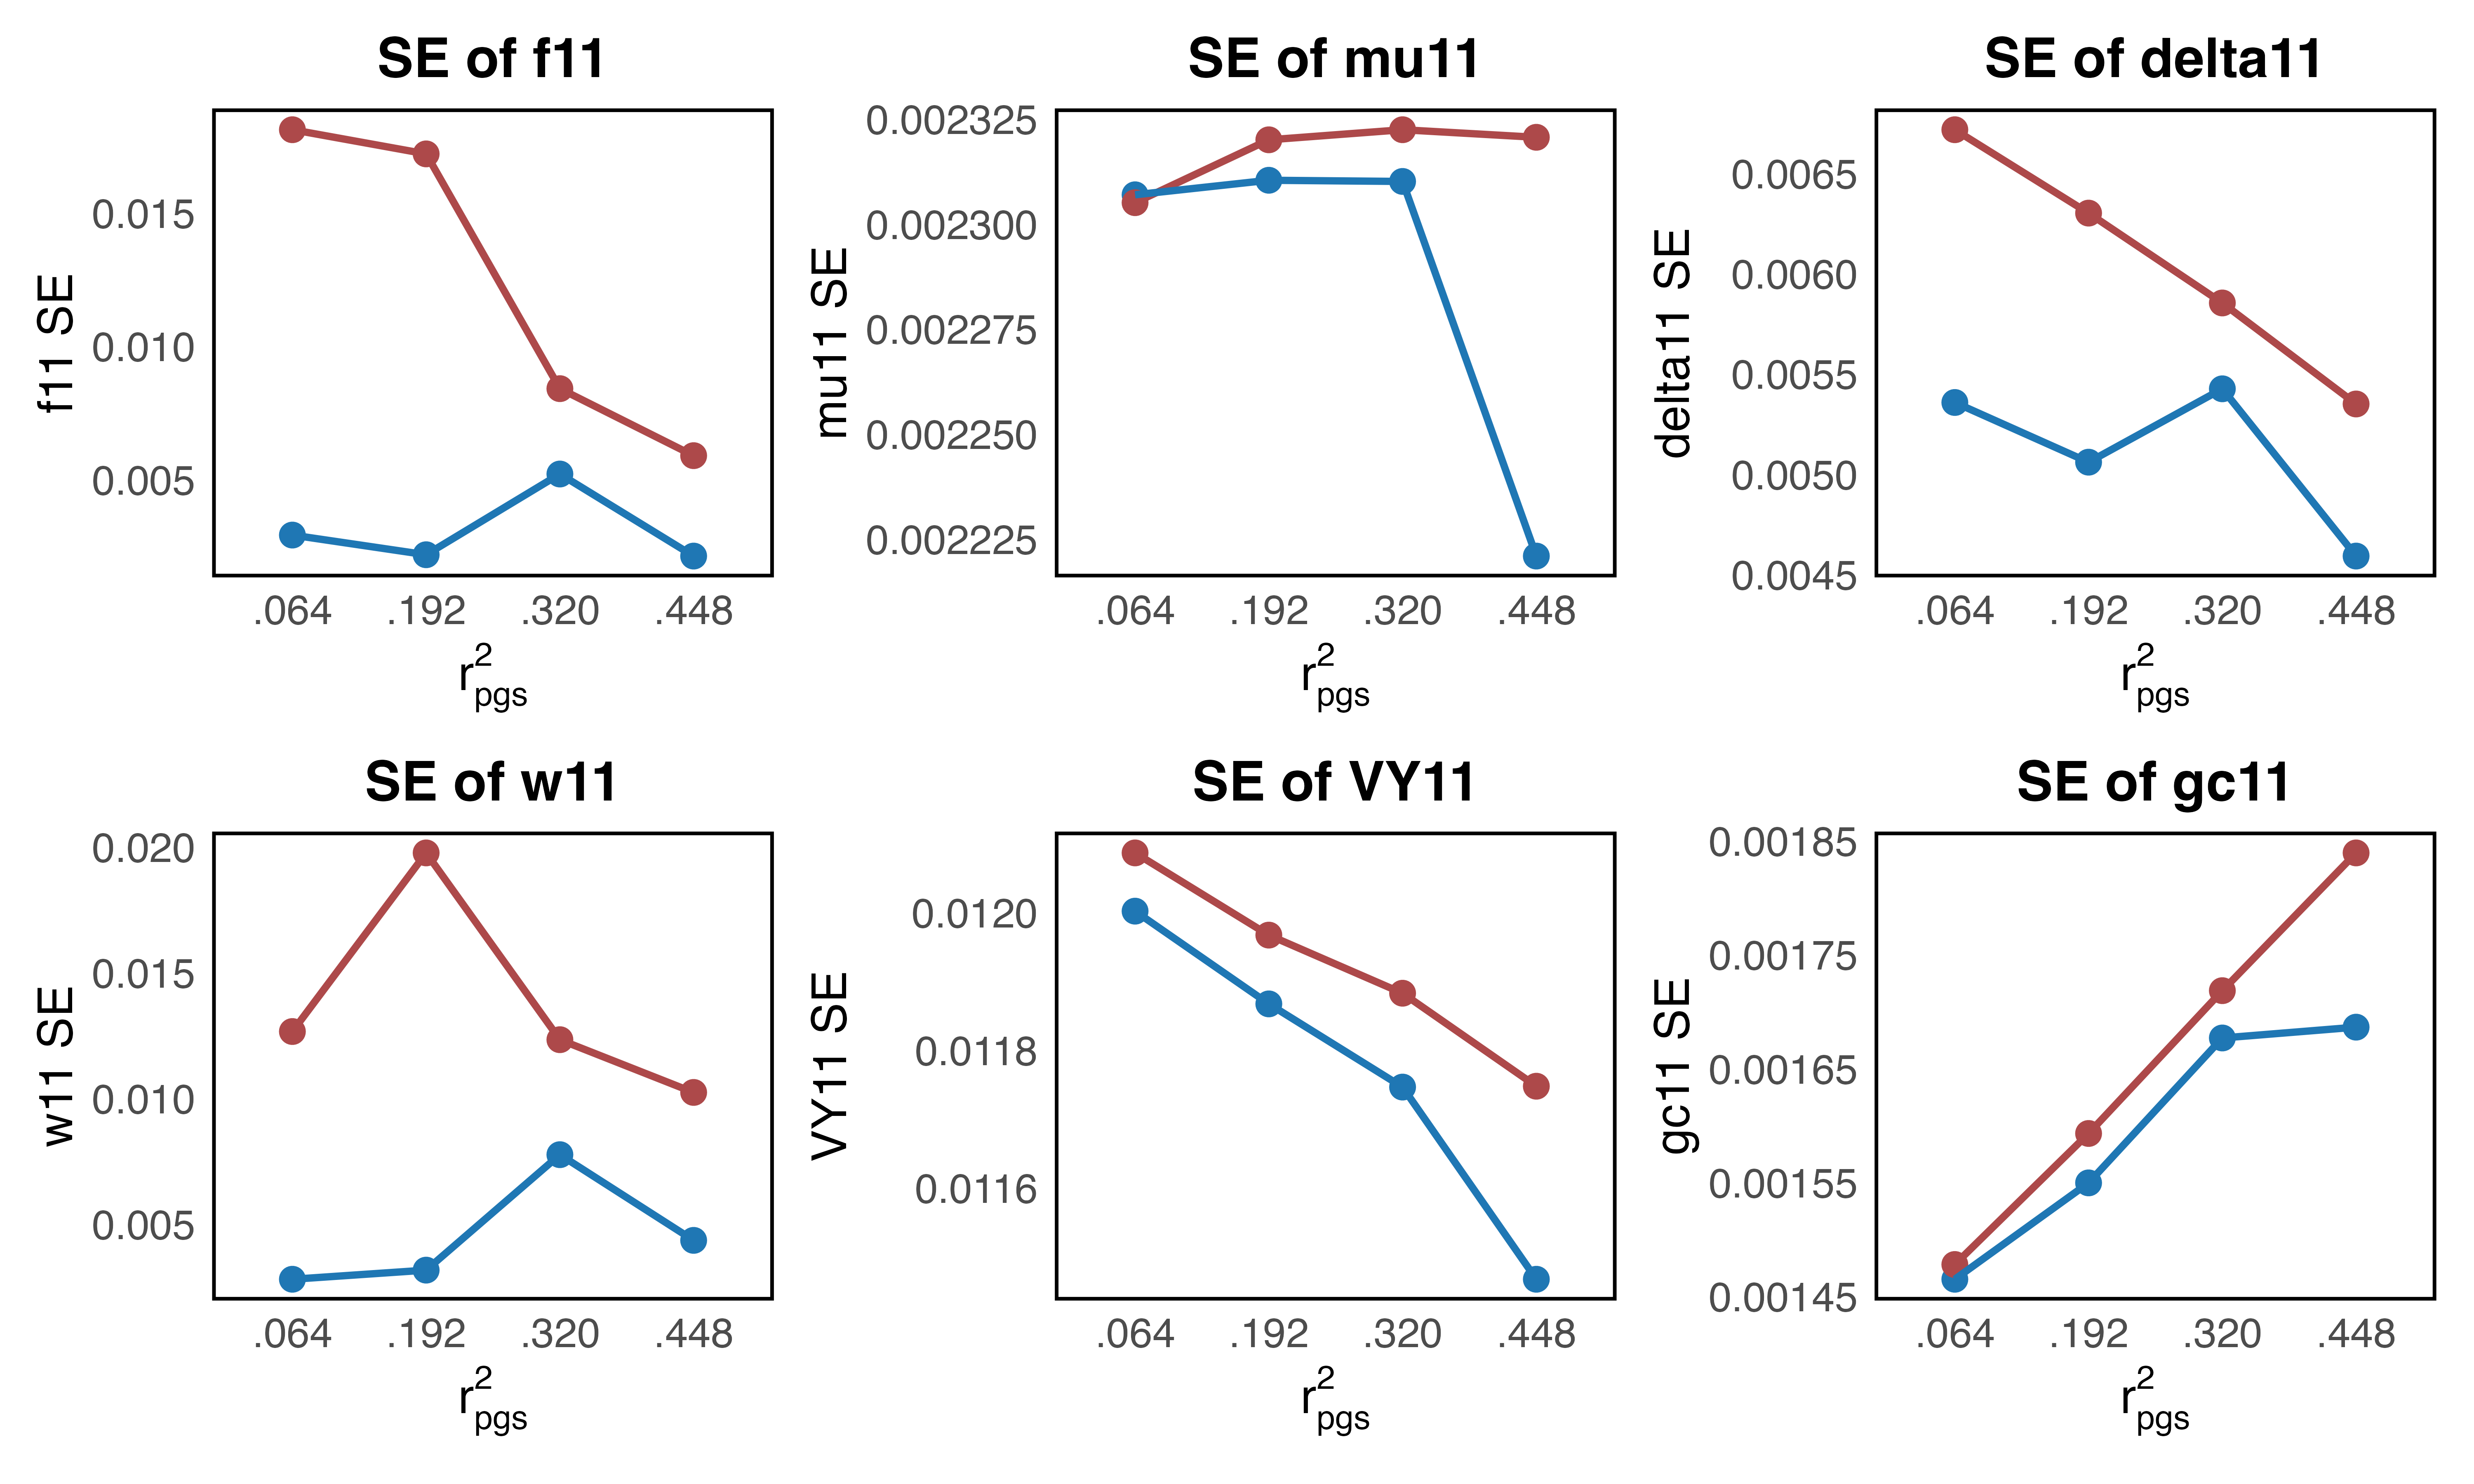 SE of f11
0.015
0.010
0.005
f11 SE
.064 .192 .320 .448
r²pgs
SE of mu11
0.002325
0.002300
0.002275
0.002250
0.002225
mu11 SE
.064 .192 .320 .448
r²pgs
SE of delta11
0.0065
0.0060
0.0055
0.0050
0.0045
delta11 SE
.064 .192 .320 .448
r²pgs
SE of w11
0.020
0.015
0.010
0.005
w11 SE
.064 .192 .320 .448
r²pgs
SE of VY11
0.0120
0.0118
0.0116
VY11 SE
.064 .192 .320 .448
r²pgs
SE of gc11
0.00185
0.00175
0.00165
0.00155
0.00145
gc11 SE
.064 .192 .320 .448
r²pgs